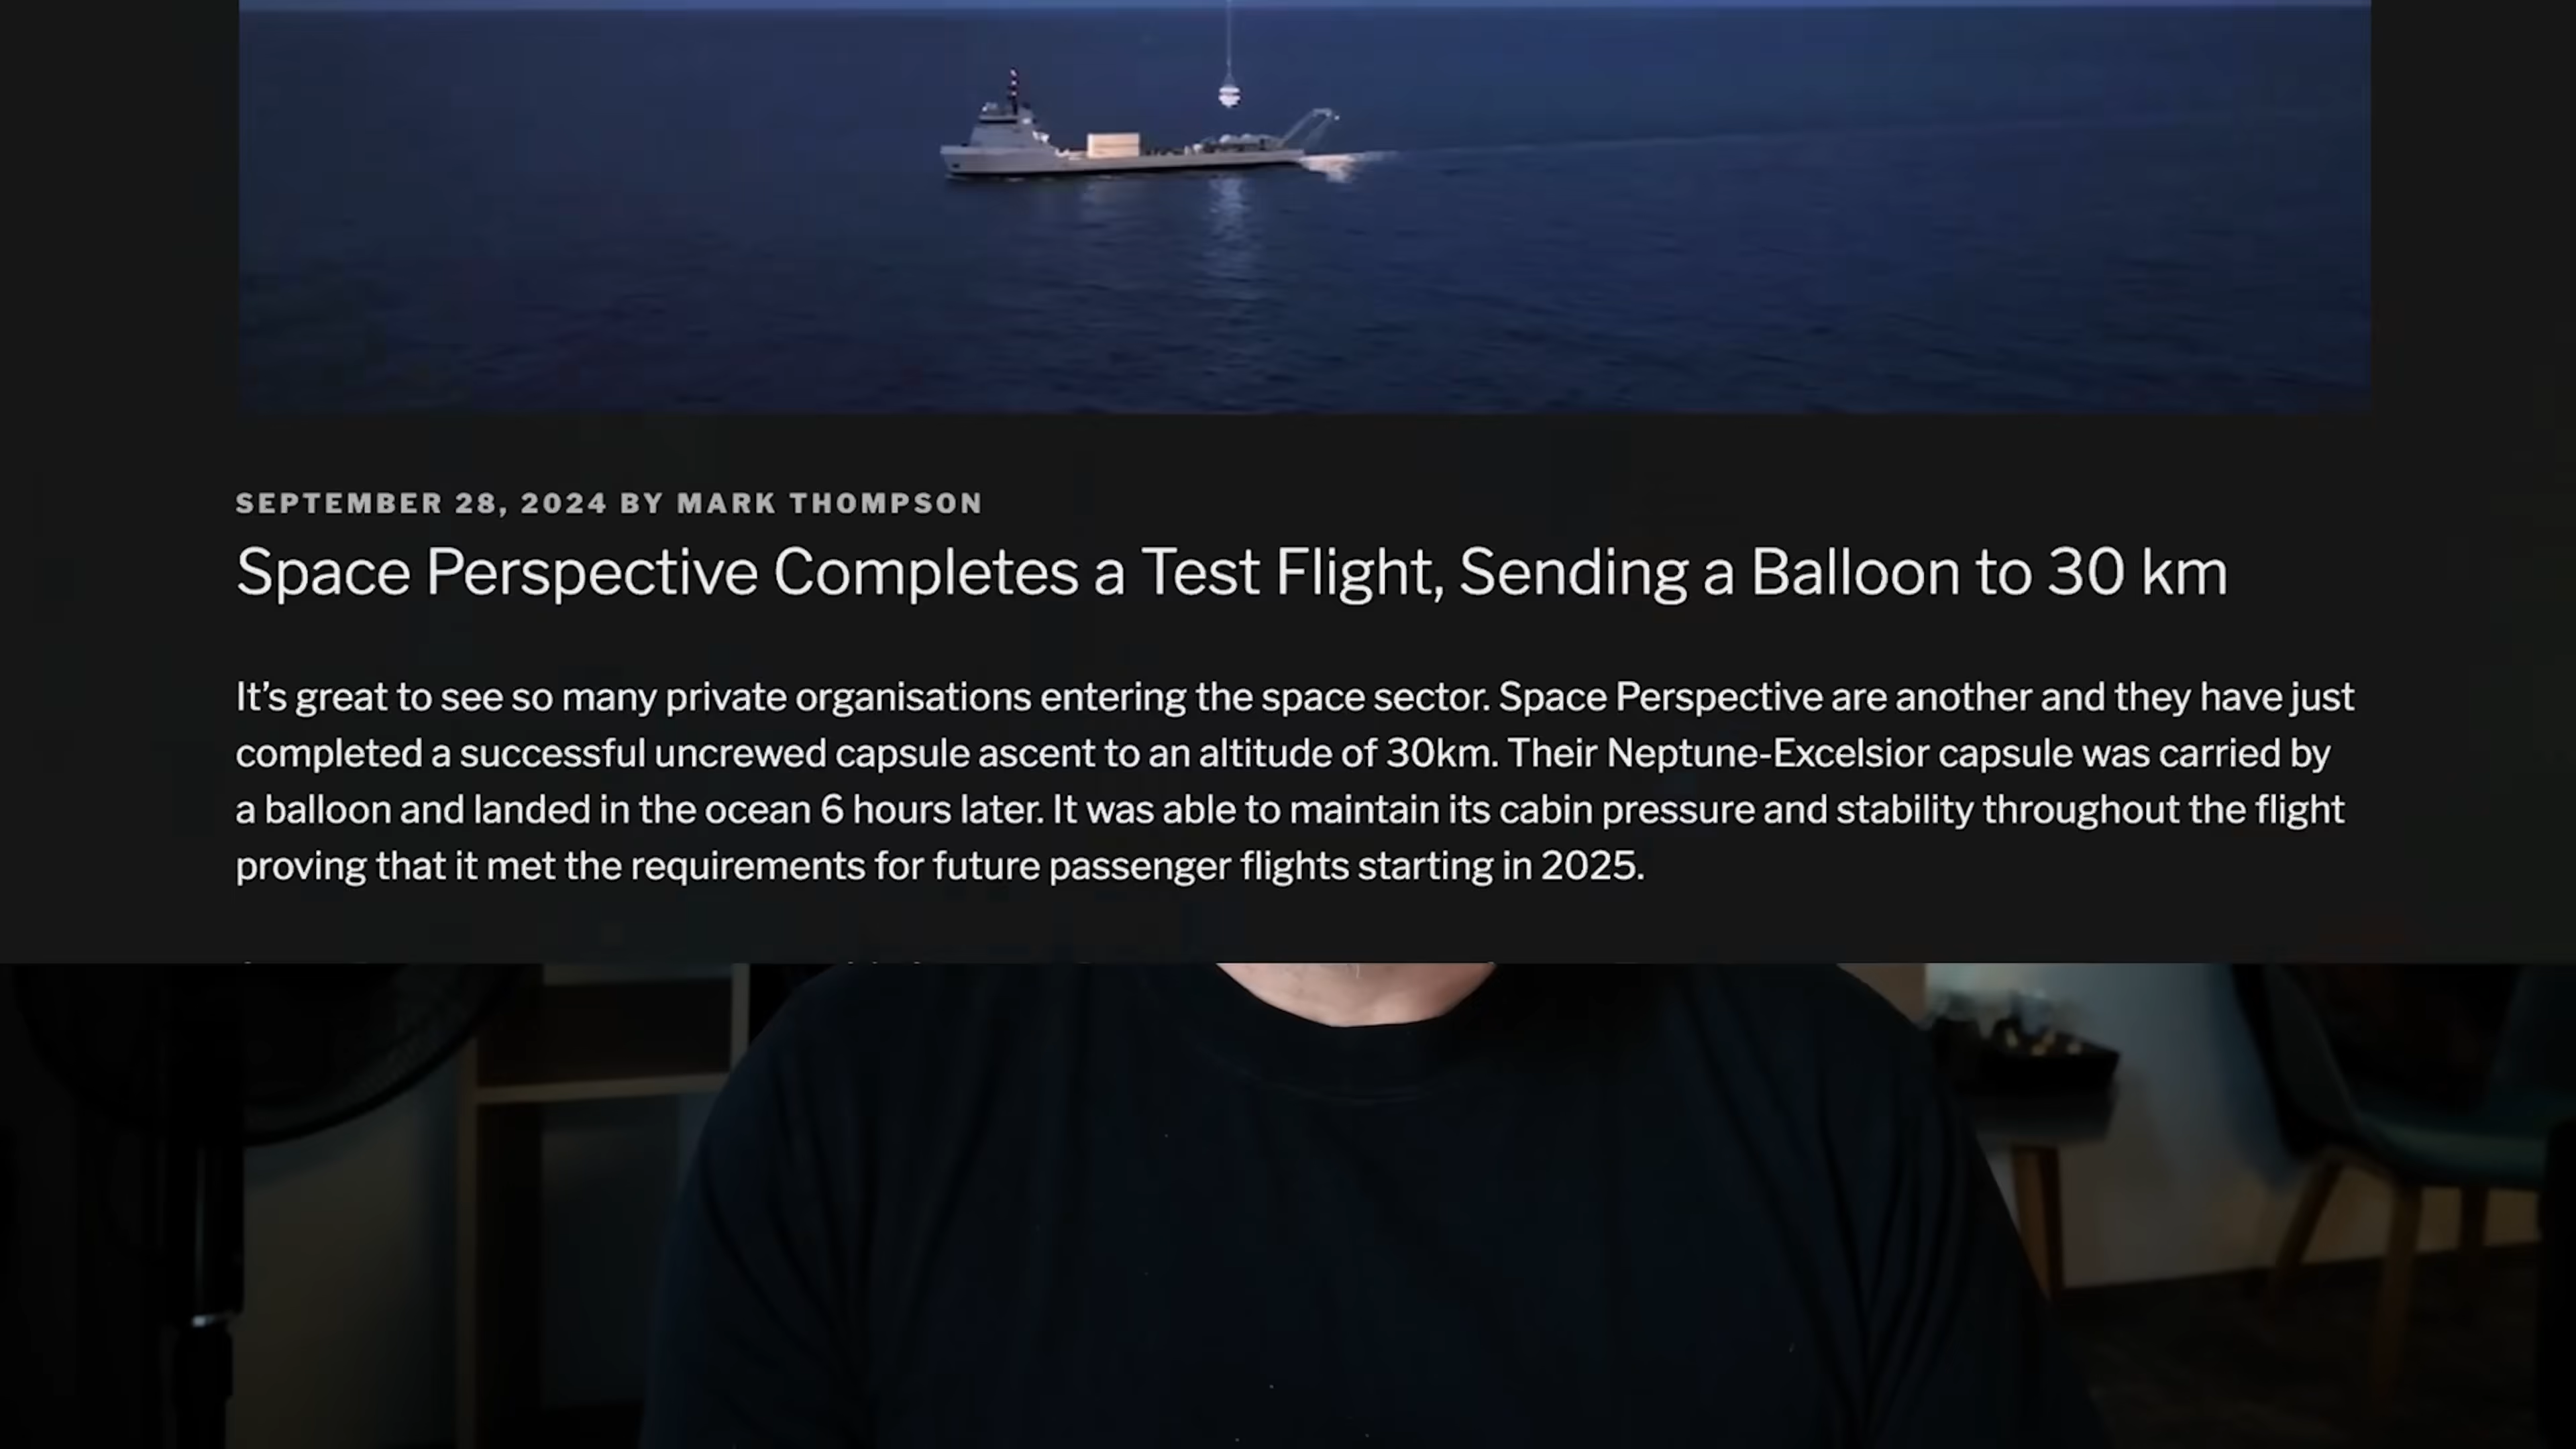 SEPTEMBER 28, 2024 BY MARK THOMPSON
Space Perspective Completes a Test Flight, Sending a Balloon to 30 km
It’s great to see so many private organisations entering the space sector. Space Perspective are another and they have just
completed a successful uncrewed capsule ascent to an altitude of 30km. Their Neptune-Excelsior capsule was carried by
a balloon and landed in the ocean 6 hours later. It was able to maintain its cabin pressure and stability throughout the flight
proving that it met the requirements for future passenger flights starting in 2025.